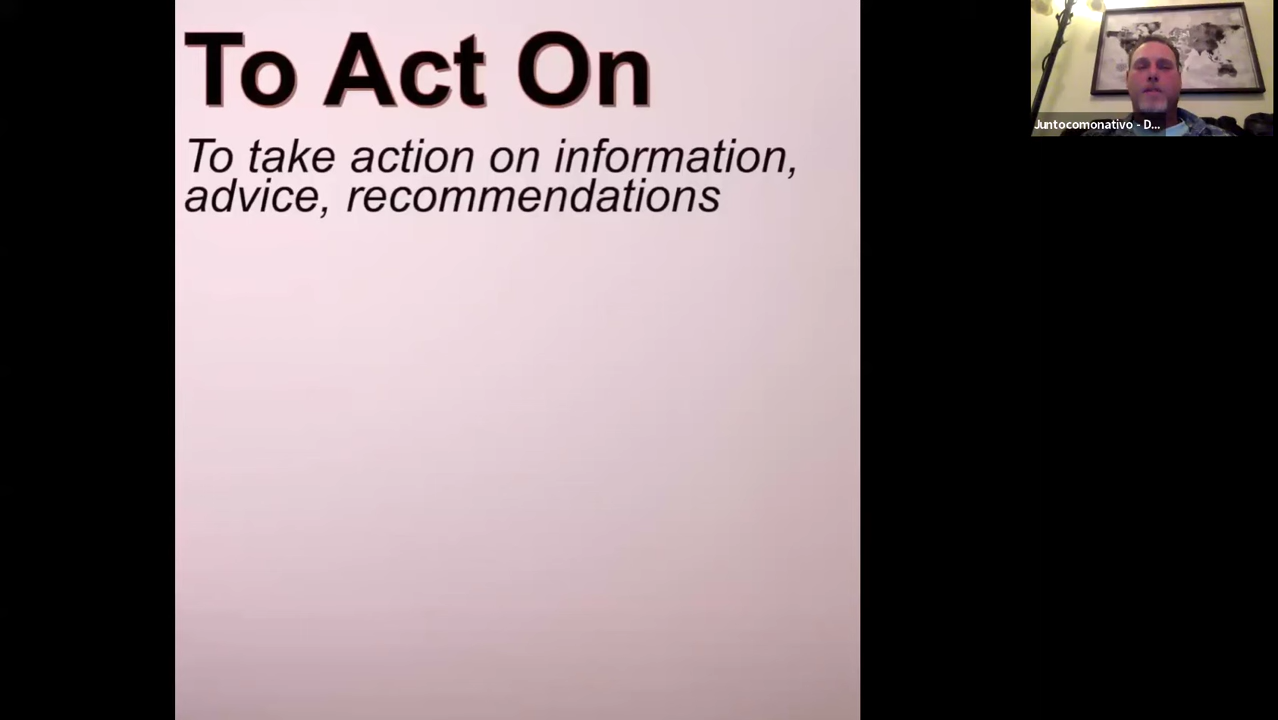 To Act On
To take action on information,
advice, recommendations
Juntocomonativo - D...